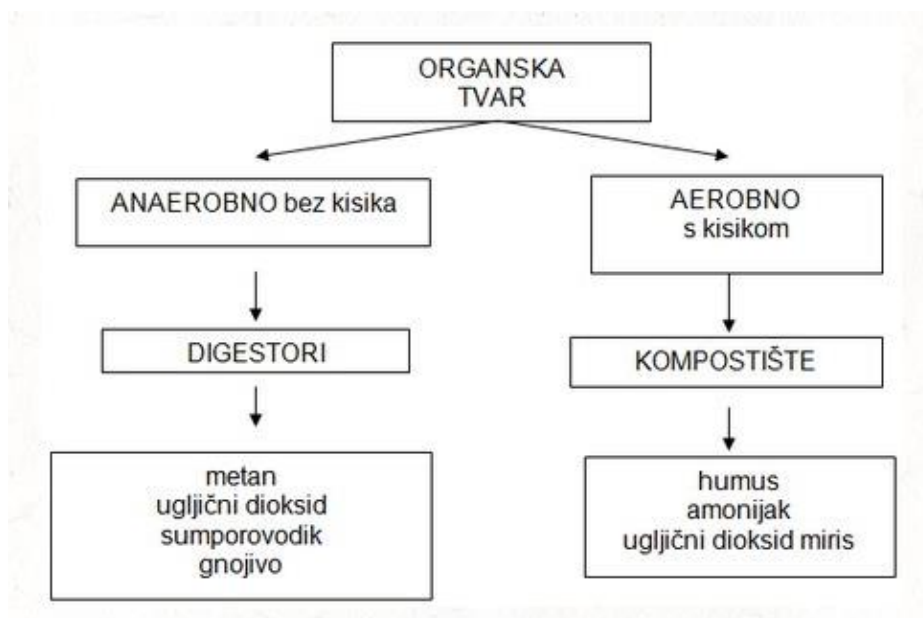 ORGANSKA
TVAR
ANAEROBNO bez kisika
AEROBNO
s kisikom
DIGESTORI
KOMPOSTIŠTE
metan
ugljični dioksid
sumporovodik
gnojivo
humus
amonijak
ugljični dioksid miris